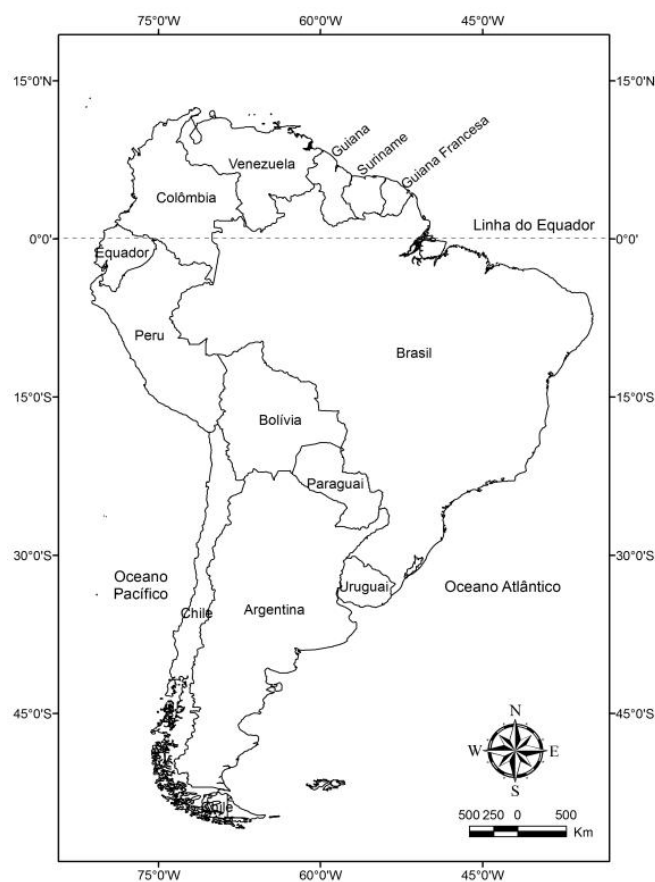 75°0'W 60°0'W 45°0'W
15°0'N 15°0'N
Guiana
Suriname
Guiana Francesa
Venezuela
Colômbia
Linha do Equador
0°0' 0°0'
Equador
Peru
Brasil
15°0'S 15°0'S
Bolívia
Paraguai
30°0'S 30°0'S
Oceano
Pacífico
Uruguai
Oceano Atlântico
Chile
Argentina
45°0'S 45°0'S
N
W E
S
Chile
500 250 0 500
Km
75°0'W 60°0'W 45°0'W